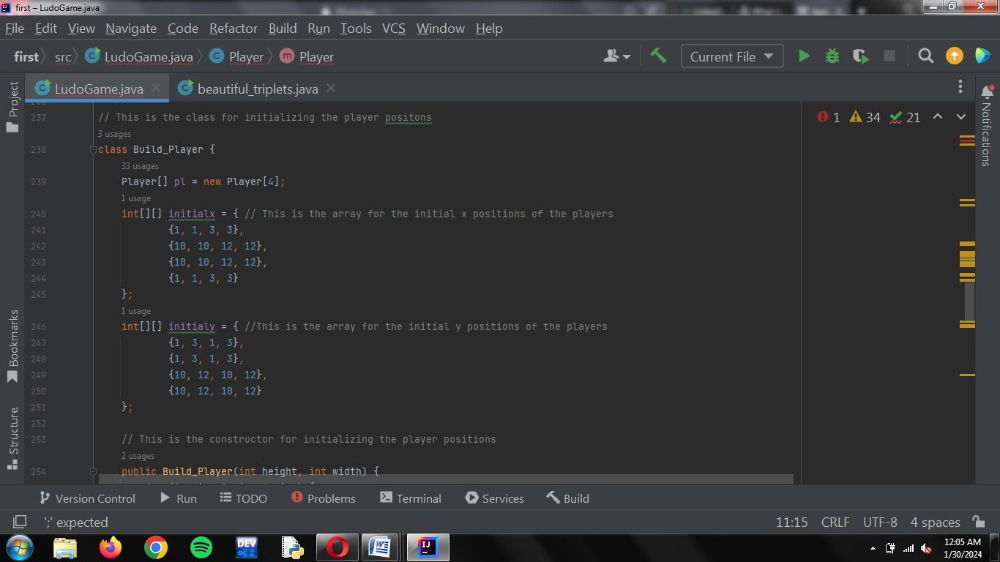 first – LudoGame.java
File Edit View Navigate Code Refactor Build Run Tools VCS Window Help
first src LudoGame.java Player Player Current File
LudoGame.java beautiful_triplets.java
Project
Bookmarks
Structure
Notifications
1 34 21
237 // This is the class for initializing the player positons
3 usages
238 class Build_Player {
33 usages
239 Player[] pl = new Player[4];
1 usage
240 int[][] initialx = { // This is the array for the initial x positions of the players
241 {1, 1, 3, 3},
242 {10, 10, 12, 12},
243 {10, 10, 12, 12},
244 {1, 1, 3, 3}
245 };
1 usage
246 int[][] initialy = { //This is the array for the initial y positions of the players
247 {1, 3, 1, 3},
248 {1, 3, 1, 3},
249 {10, 12, 10, 12},
250 {10, 12, 10, 12}
251 };
252
253 // This is the constructor for initializing the player positions
2 usages
254 public Build_Player(int height, int width) {
Version Control Run TODO Problems Terminal Services Build
';' expected 11:15 CRLF UTF-8 4 spaces
DEV C++ W IJ
12:05 AM
1/30/2024